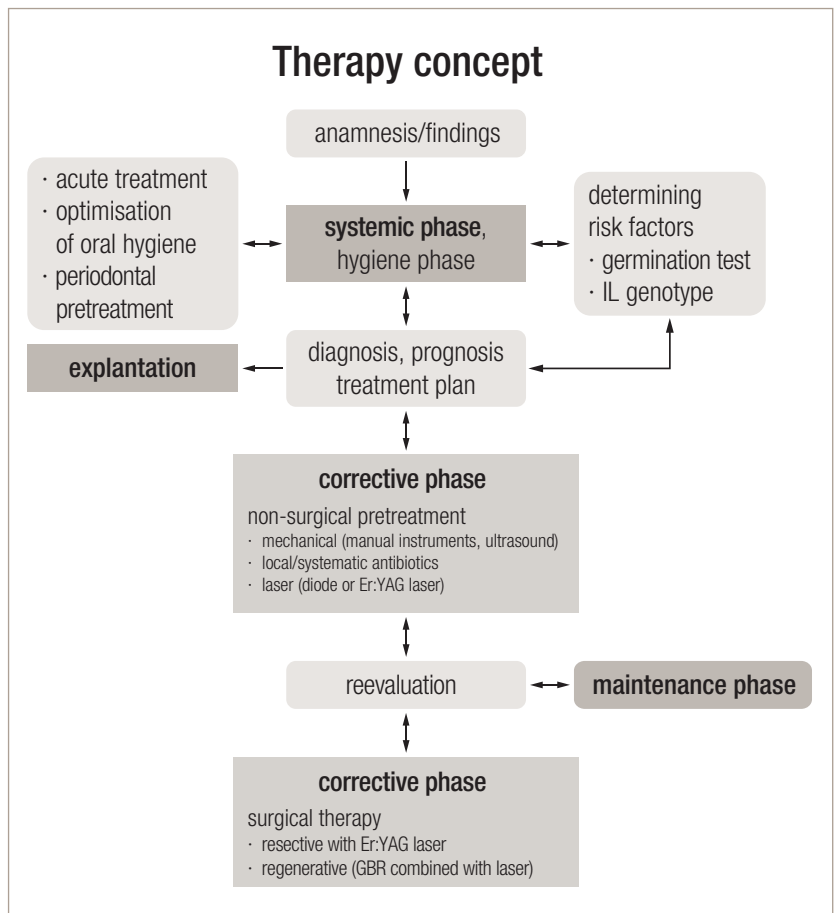 Therapy concept
anamnesis/findings
· acute treatment
· optimisation
of oral hygiene
· periodontal
pretreatment
systemic phase,
hygiene phase
determining
risk factors
· germination test
· IL genotype
explantation
diagnosis, prognosis
treatment plan
corrective phase
non-surgical pretreatment
· mechanical (manual instruments, ultrasound)
· local/systematic antibiotics
· laser (diode or Er:YAG laser)
reevaluation
maintenance phase
corrective phase
surgical therapy
· resective with Er:YAG laser
· regenerative (GBR combined with laser)